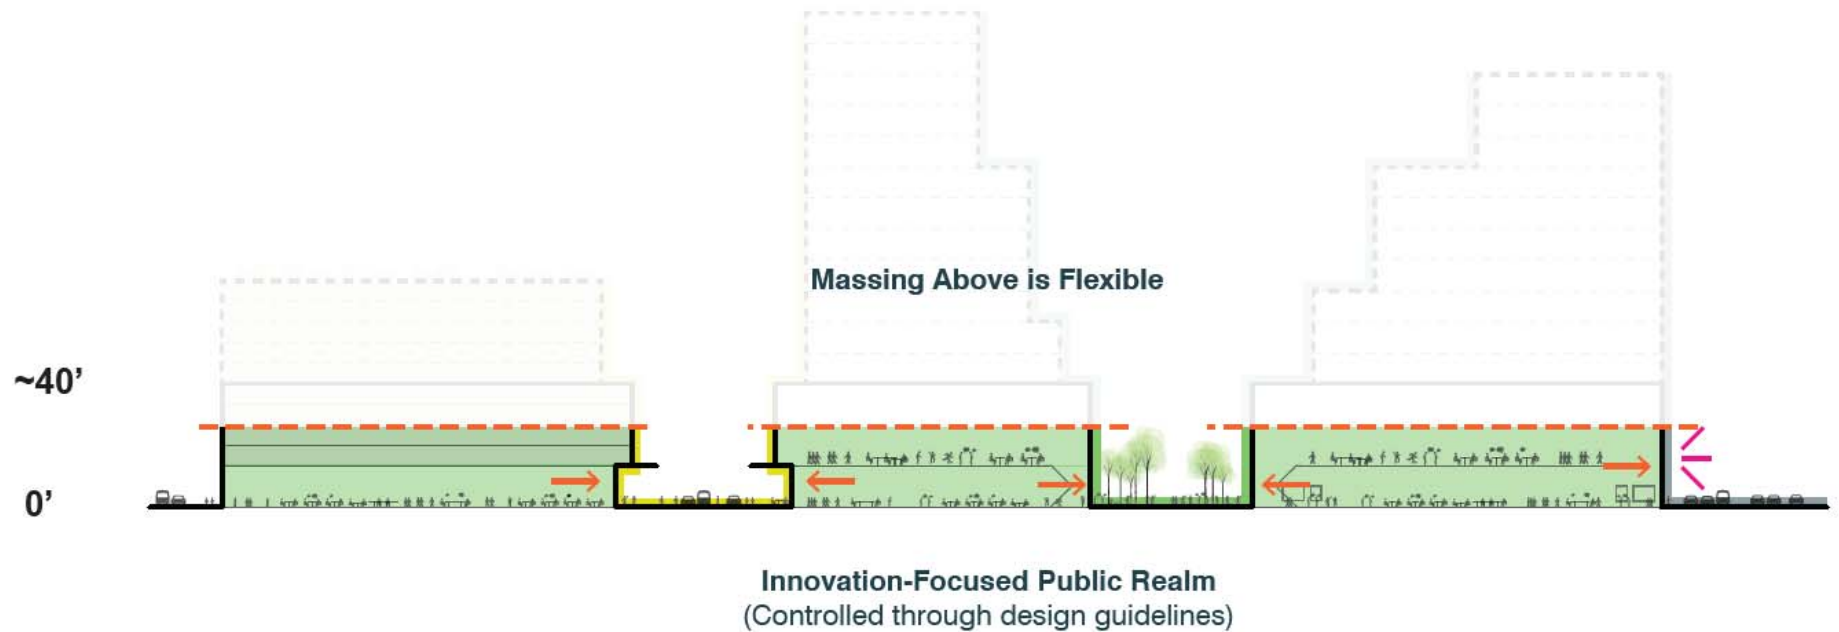 Massing Above is Flexible
~40’
0’
Innovation-Focused Public Realm
(Controlled through design guidelines)